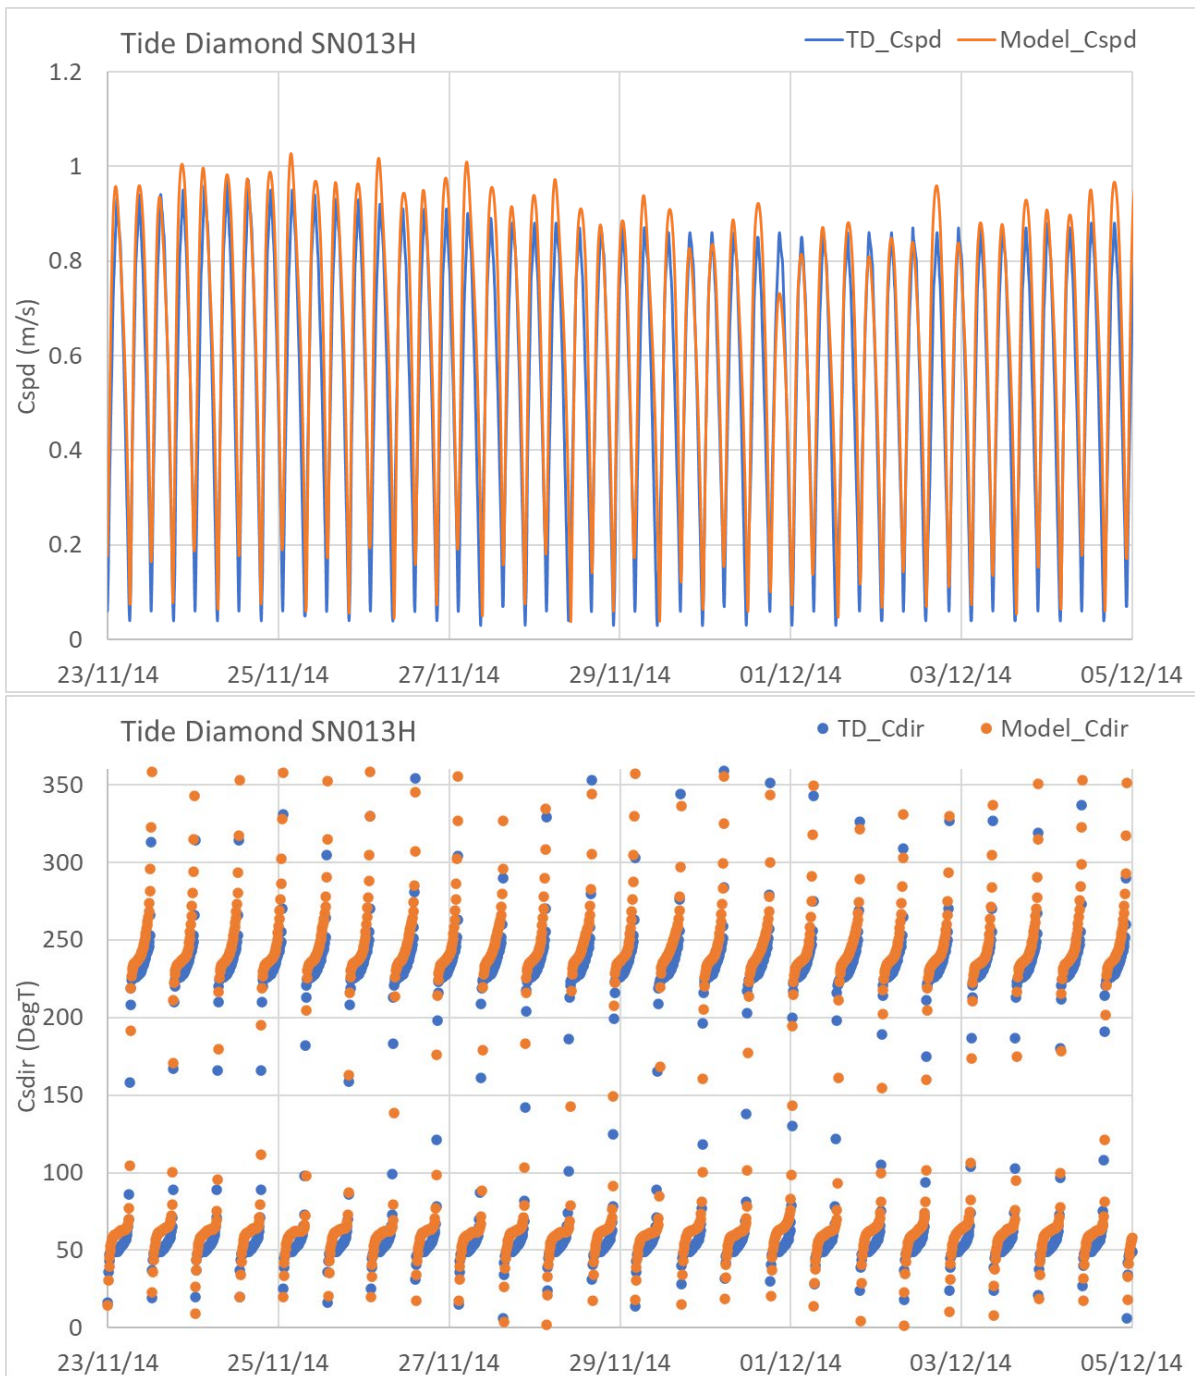 Tide Diamond SN013H
TD_Cspd Model_Cspd
1.2
1
0.8
0.6
0.4
0.2
0
Cspd (m/s)
23/11/14 25/11/14 27/11/14 29/11/14 01/12/14 03/12/14 05/12/14
Tide Diamond SN013H
TD_Cdir Model_Cdir
350
300
250
200
150
100
50
0
Csdir (DegT)
23/11/14 25/11/14 27/11/14 29/11/14 01/12/14 03/12/14 05/12/14